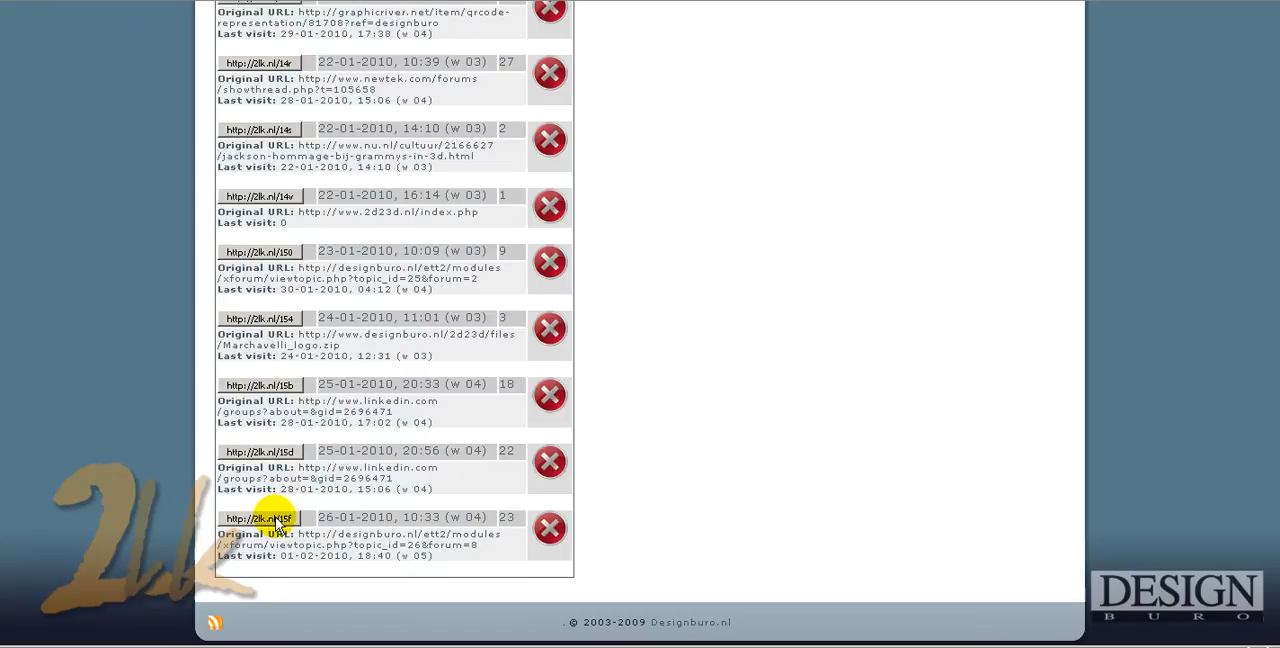 Original URL: http://graphicriver.net/item/qrcode-
representation/81708?ref=designburo
Last visit: 29-01-2010, 17:38 (w 04)
http://2lk.nl/14r 22-01-2010, 10:39 (w 03) 27
Original URL: http://www.newtek.com/forums
/showthread.php?t=105658
Last visit: 28-01-2010, 15:06 (w 04)
http://2lk.nl/14s 22-01-2010, 14:10 (w 03) 2
Original URL: http://www.nu.nl/cultuur/2166627
/jackson-hommage-bij-grammys-in-3d.html
Last visit: 22-01-2010, 14:10 (w 03)
http://2lk.nl/14v 22-01-2010, 16:14 (w 03) 1
Original URL: http://www.2d23d.nl/index.php
Last visit: 0
http://2lk.nl/150 23-01-2010, 10:09 (w 03) 9
Original URL: http://designburo.nl/ett2/modules
/xforum/viewtopic.php?topic_id=25&forum=2
Last visit: 30-01-2010, 04:12 (w 04)
http://2lk.nl/154 24-01-2010, 11:01 (w 03) 3
Original URL: http://www.designburo.nl/2d23d/files
/Marchavelli_logo.zip
Last visit: 24-01-2010, 12:31 (w 03)
http://2lk.nl/15b 25-01-2010, 20:33 (w 04) 18
Original URL: http://www.linkedin.com
/groups?about=&gid=2696471
Last visit: 28-01-2010, 17:02 (w 04)
http://2lk.nl/15d 25-01-2010, 20:56 (w 04) 22
Original URL: http://www.linkedin.com
/groups?about=&gid=2696471
Last visit: 28-01-2010, 15:06 (w 04)
http://2lk.nl/15f 26-01-2010, 10:33 (w 04) 23
Original URL: http://designburo.nl/ett2/modules
/xforum/viewtopic.php?topic_id=26&forum=8
Last visit: 01-02-2010, 18:40 (w 05)
2lk
DESIGN
BURO
. © 2003-2009 Designburo.nl